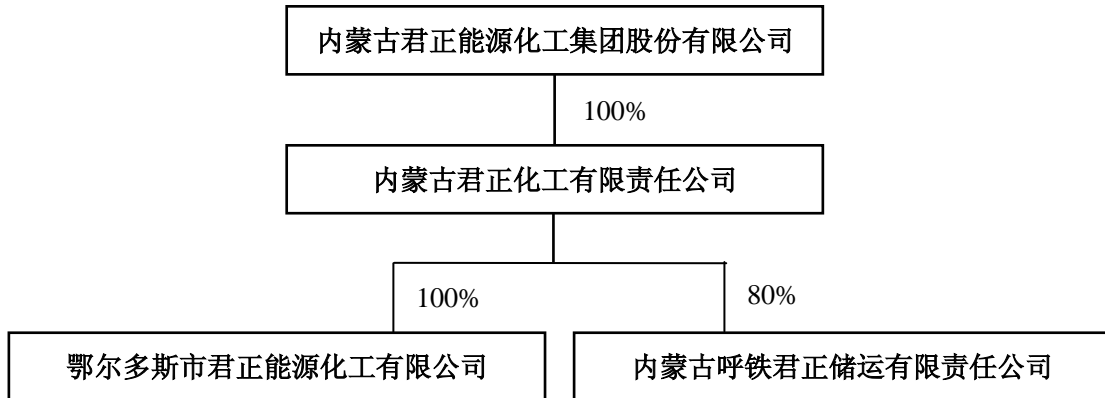 内蒙古君正能源化工集团股份有限公司
100%
内蒙古君正化工有限责任公司
100%
80%
鄂尔多斯市君正能源化工有限公司
内蒙古呼铁君正储运有限责任公司